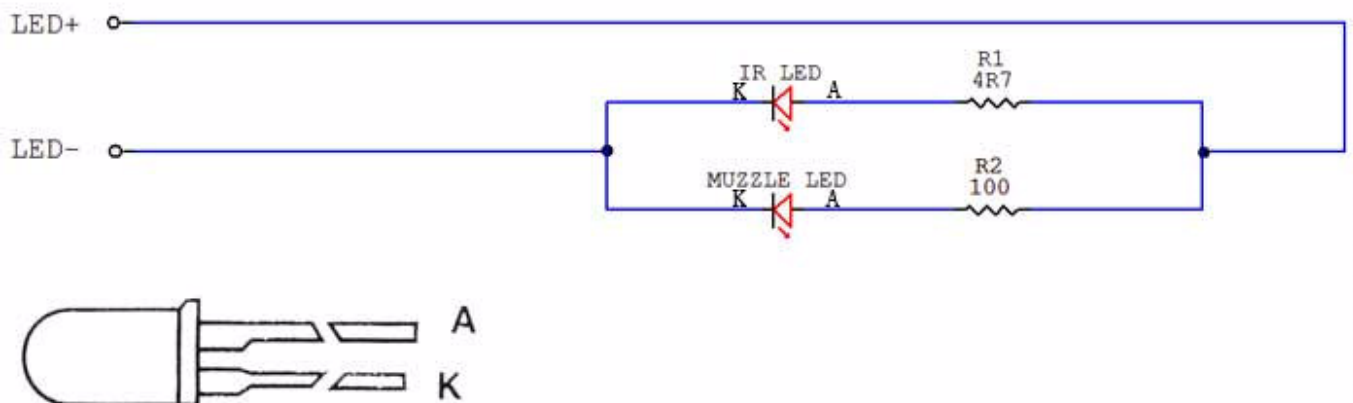 LED+
IR LED
R1
4R7
K
A
LED-
MUZZLE LED
R2
100
K
A
A
K